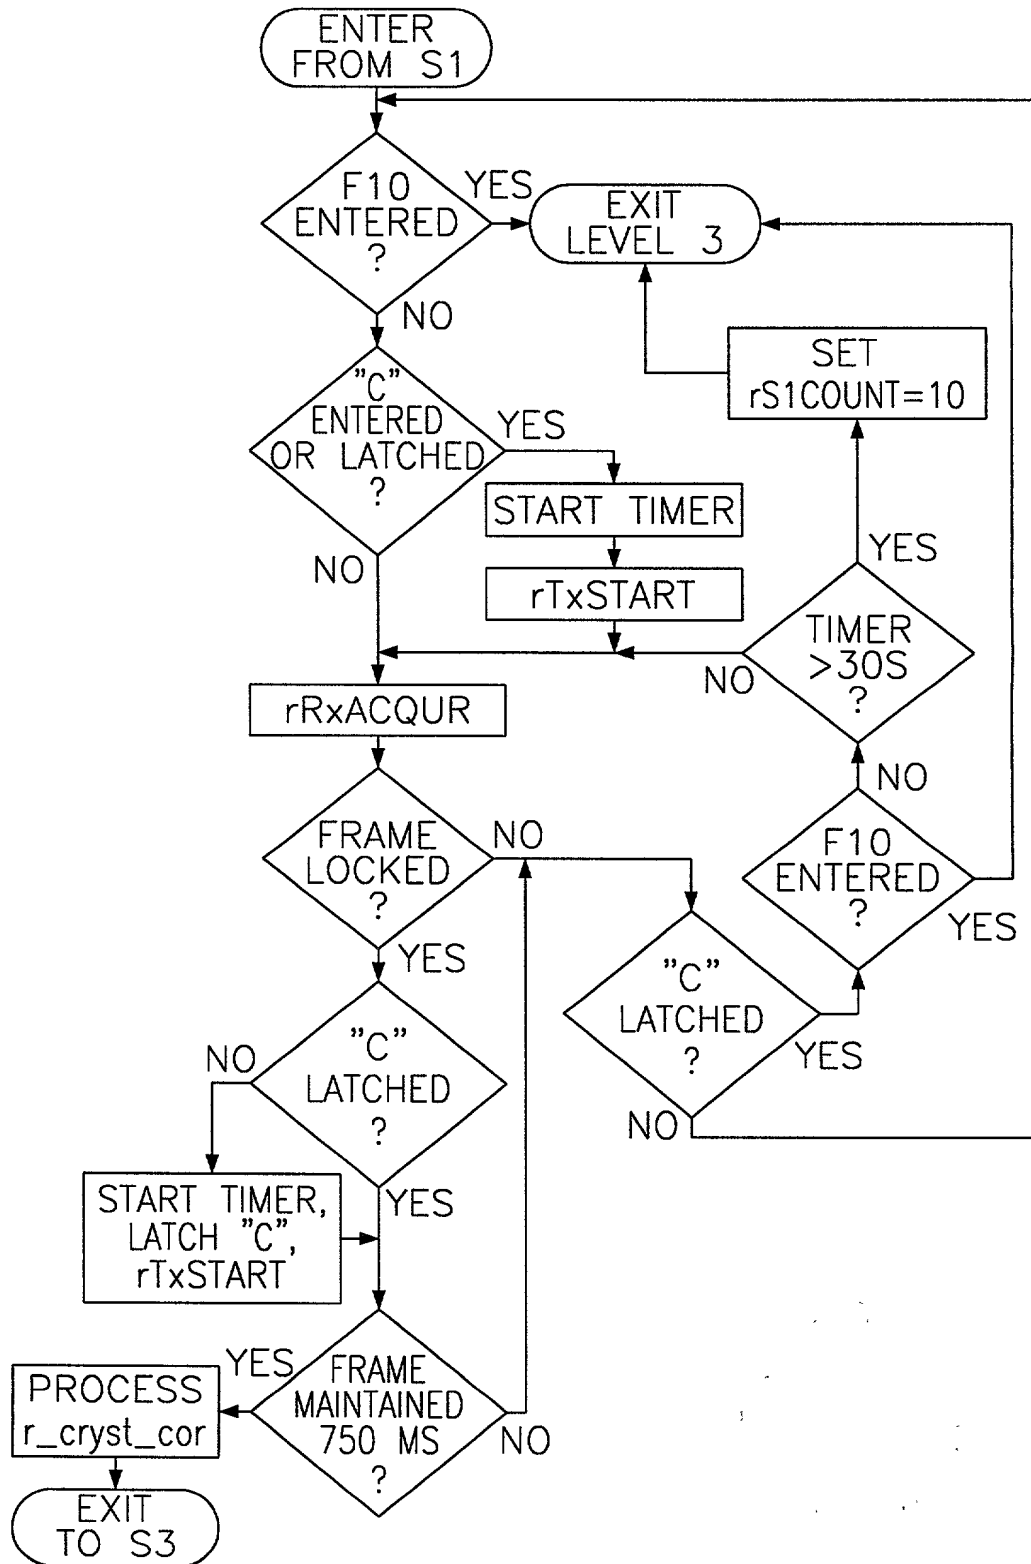 ENTER
FROM S1
F10
ENTERED
?
YES
EXIT
LEVEL 3
NO
SET
rS1COUNT=10
"C"
ENTERED
OR LATCHED
?
YES
START TIMER
NO
YES
rTxSTART
TIMER
>30S
?
NO
rRxACQUR
NO
FRAME
LOCKED
?
NO
F10
ENTERED
?
YES
YES
"C"
LATCHED
?
YES
NO
NO
"C"
LATCHED
?
YES
START TIMER,
LATCH "C",
rTxSTART
YES
FRAME
MAINTAINED
750 MS
?
NO
PROCESS
r_cryst_cor
EXIT
TO S3